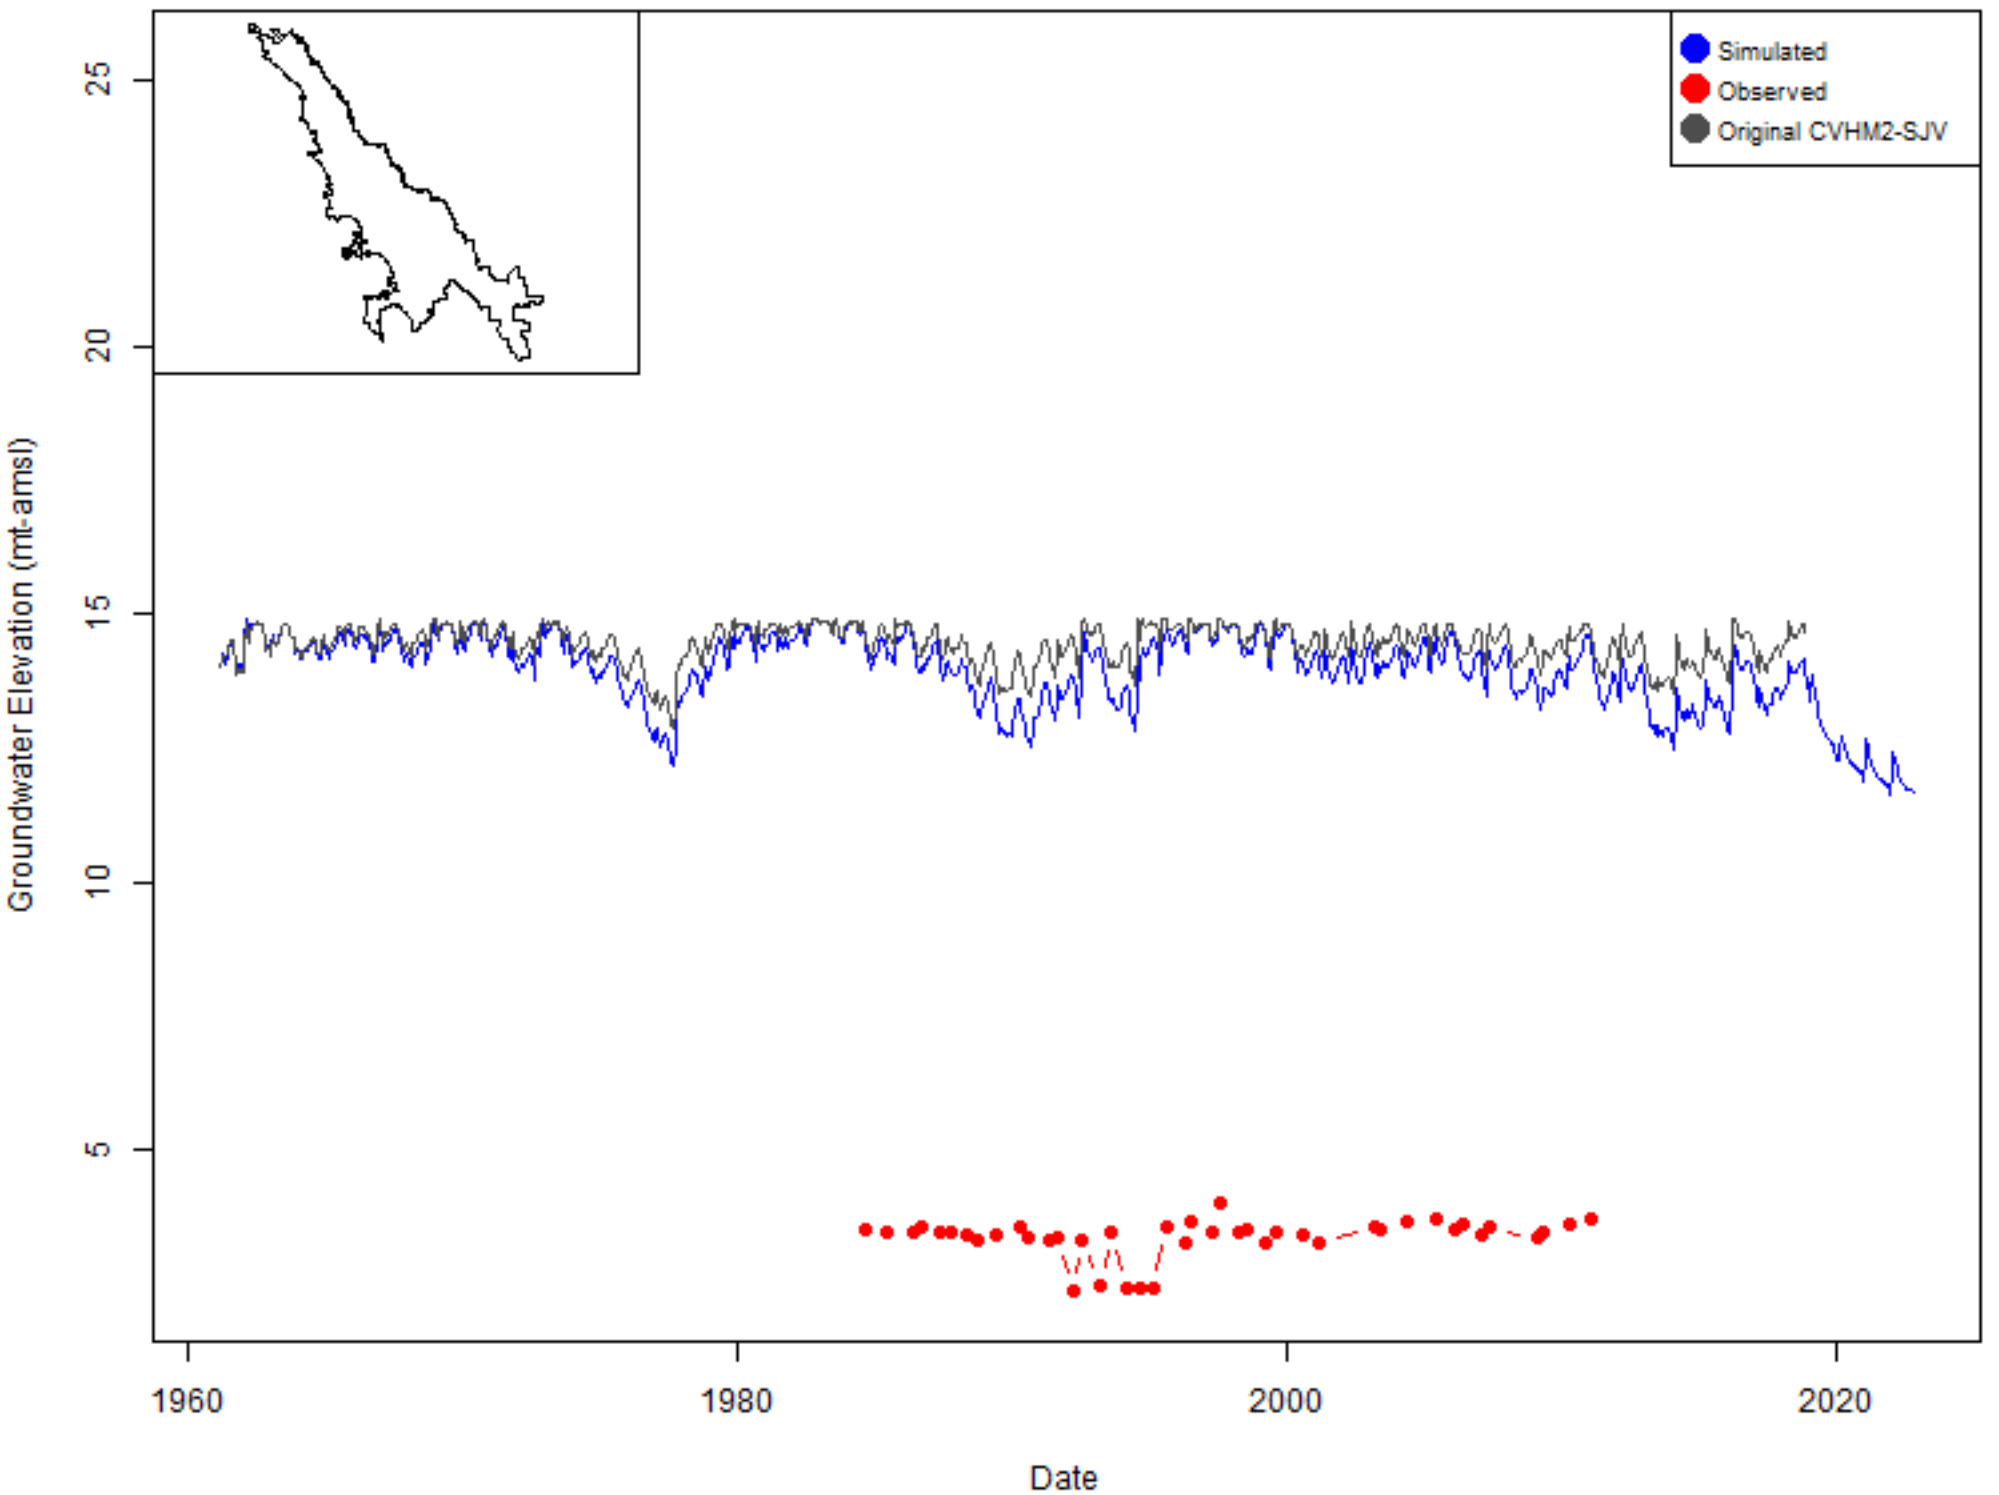 Simulated
Observed
Original CVHM2-SJV
25
20
15
10
5
Groundwater Elevation (mt-amsl)
1960 1980 2000 2020
Date